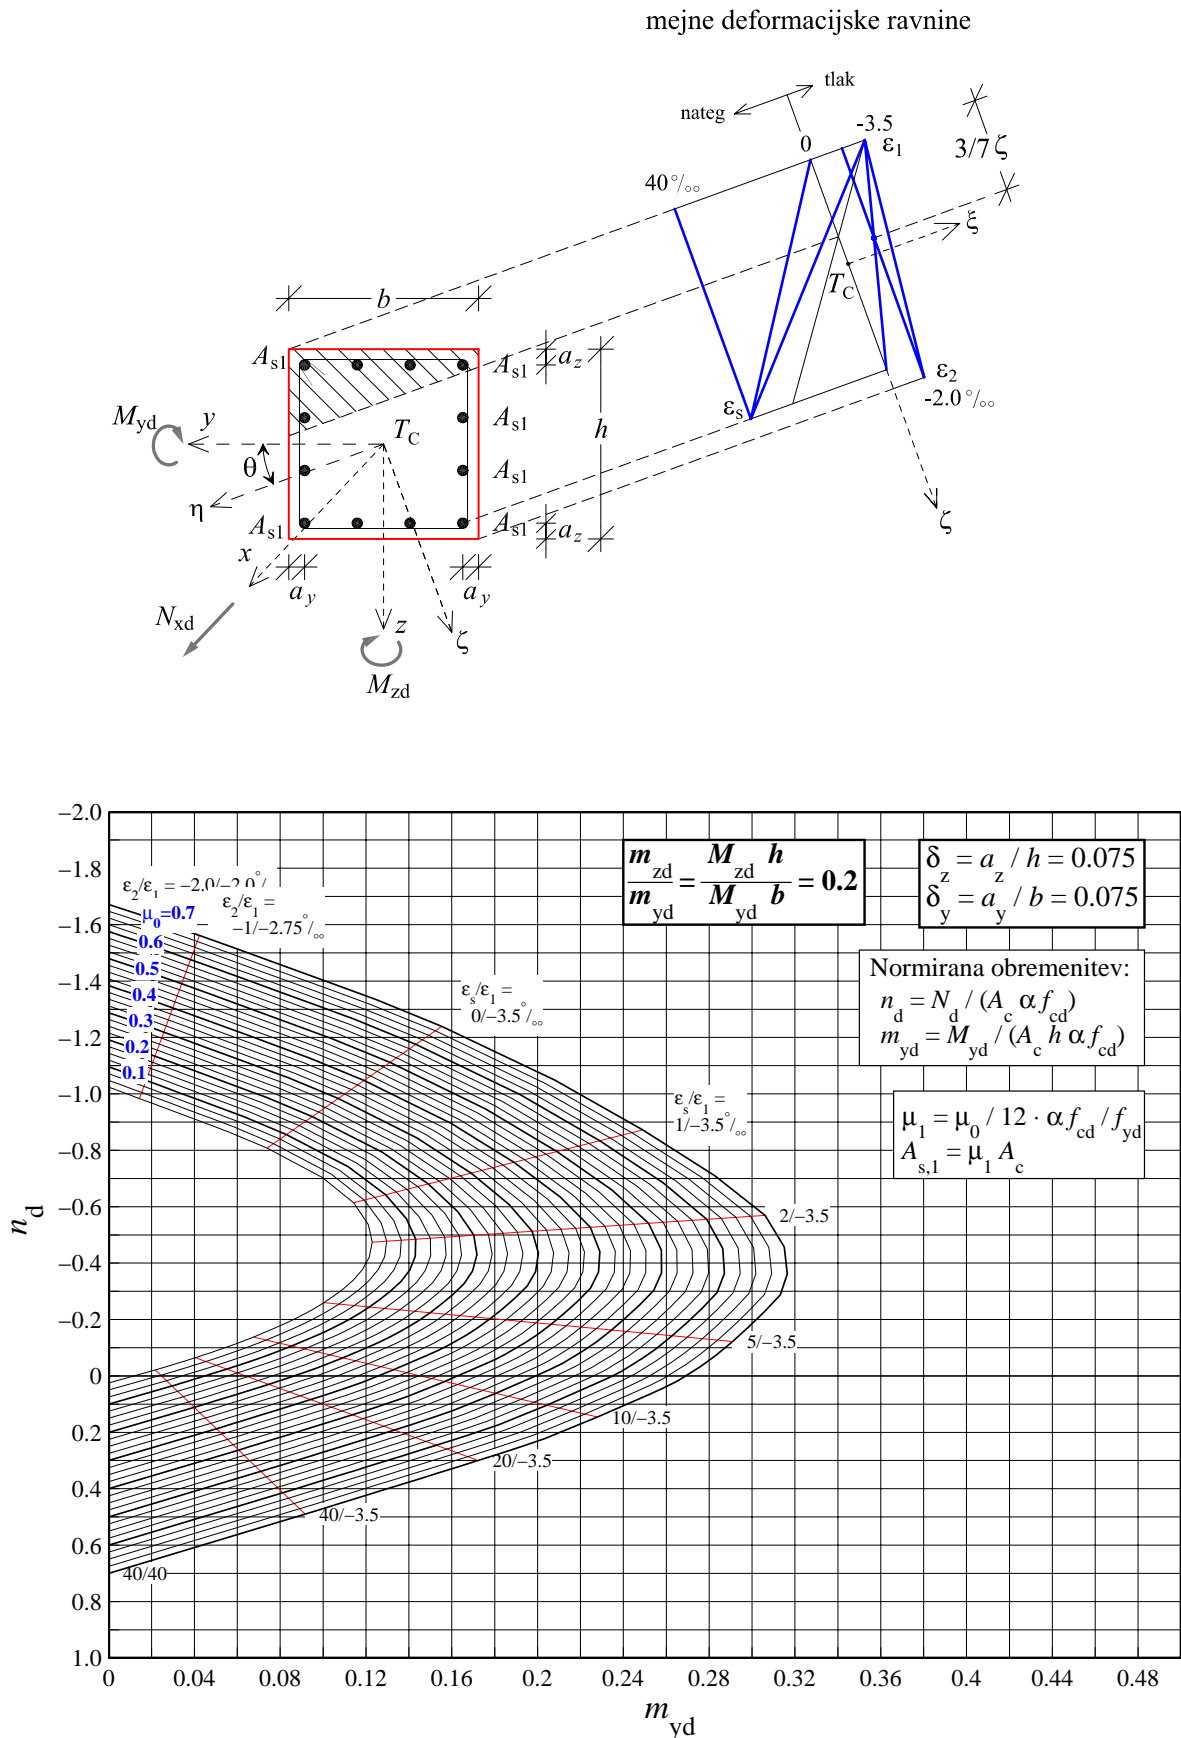 mejne deformacijske ravnine
tlak
nateg
-3.5
0
ε1
3/7 ζ
40 °/∘∘
ξ
TC
b
As1
As1
az
ε2
-2.0 °/∘∘
εs
Myd
y
TC
As1
h
θ
As1
η
ζ
As1
As1
az
x
ay
ay
Nxd
z
ζ
Mzd
−2.0
−1.8
−1.6
−1.4
−1.2
−1.0
−0.8
−0.6
−0.4
−0.2
0
0.2
0.4
0.6
0.8
1.0
nd
mzd / myd = Mzd h / Myd b = 0.2
δz = az / h = 0.075
δy = ay / b = 0.075
ε2/ε1 = −2.0/−2.0°/
μ0=0.7
0.6
0.5
0.4
0.3
0.2
0.1
ε2/ε1 =
−1/−2.75°/∘∘
εs/ε1 =
0/−3.5°/∘∘
Normirana obremenitev:
nd = Nd / (Ac α fcd)
myd = Myd / (Ac h α fcd)
εs/ε1 =
1/−3.5°/∘∘
μ1 = μ0 / 12 · α fcd / fyd
As,1 = μ1 Ac
2/−3.5
5/−3.5
10/−3.5
20/−3.5
40/−3.5
40/40
0
0.04
0.08
0.12
0.16
0.2
0.24
0.28
0.32
0.36
0.4
0.44
0.48
myd